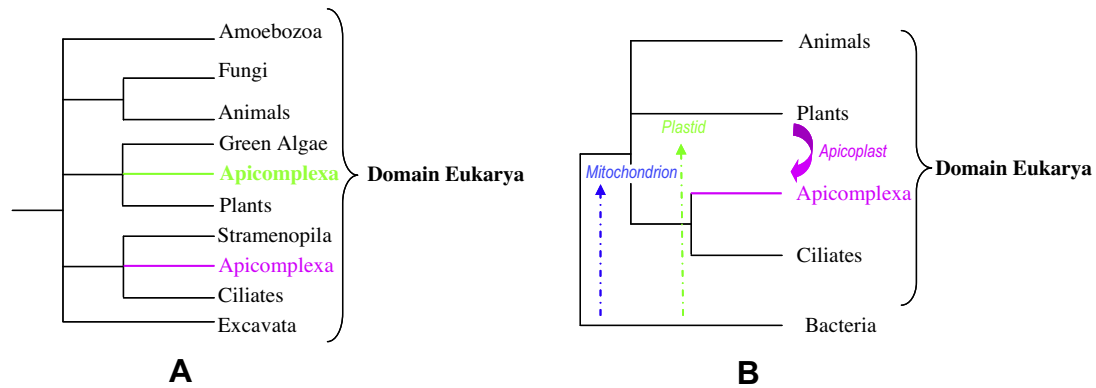 Amoebozoa
Fungi
Animals
Green Algae
Apicomplexa
Plants
Stramenopila
Apicomplexa
Ciliates
Excavata
Domain Eukarya
A
Animals
Plants
Plastid
Apicoplast
Mitochondrion
Apicomplexa
Ciliates
Bacteria
Domain Eukarya
B